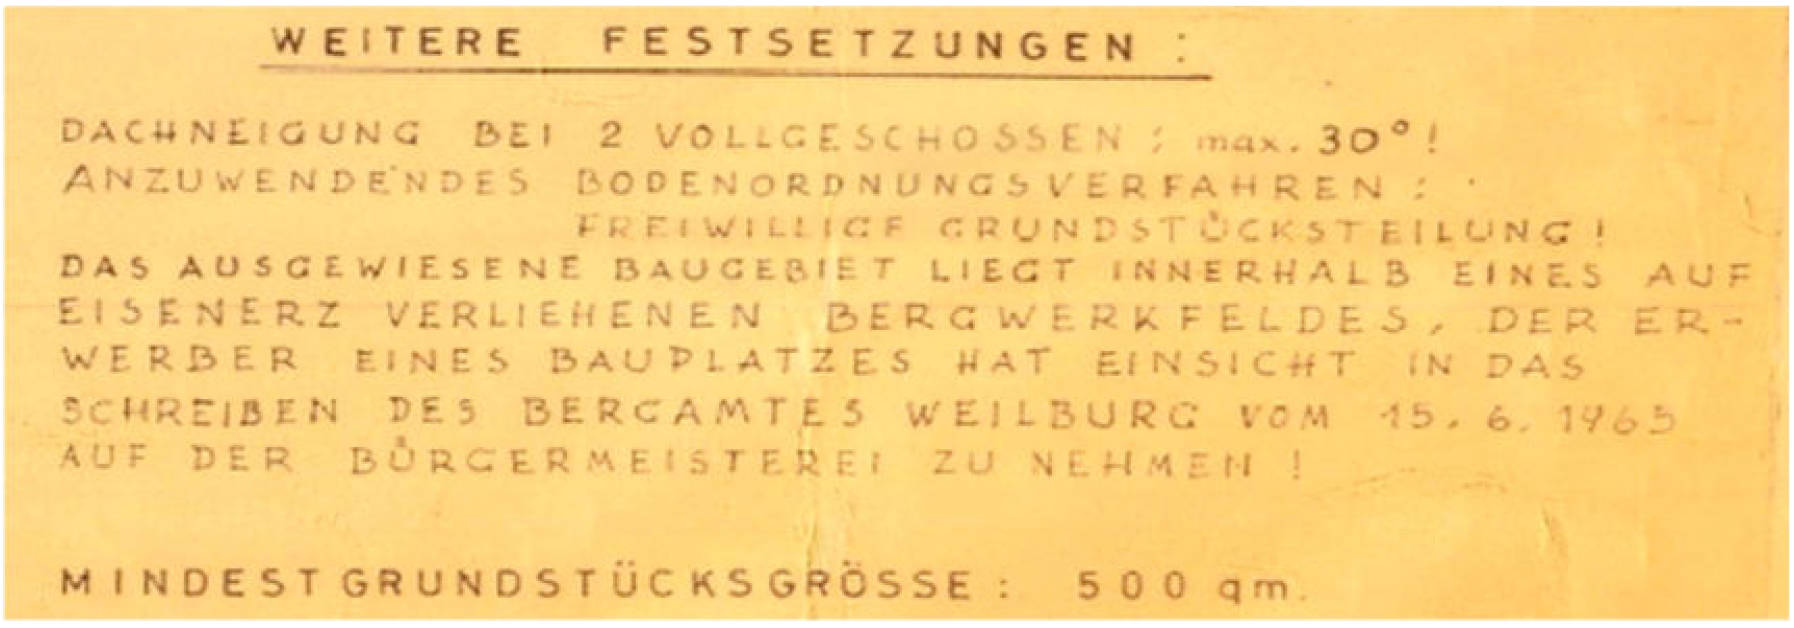 WEITERE FESTSETZUNGEN :
DACHNEIGUNG BEI 2 VOLLGESCHOSSEN : max. 30° !
ANZUWENDENDES BODENORDNUNGSVERFAHREN :
FREIWILLIGE GRUNDSTÜCKSTEILUNG !
DAS AUSGEWIESENE BAUGEBIET LIEGT INNERHALB EINES AUF
EISENERZ VERLIEHENEN BERGWERKFELDES, DER ER-
WERBER EINES BAUPLATZES HAT EINSICHT IN DAS
SCHREIBEN DES BERGAMTES WEILBURG VOM 15. 6. 1965
AUF DER BÜRGERMEISTEREI ZU NEHMEN !
MINDESTGRUNDSTÜCKSGRÖSSE : 500 qm.